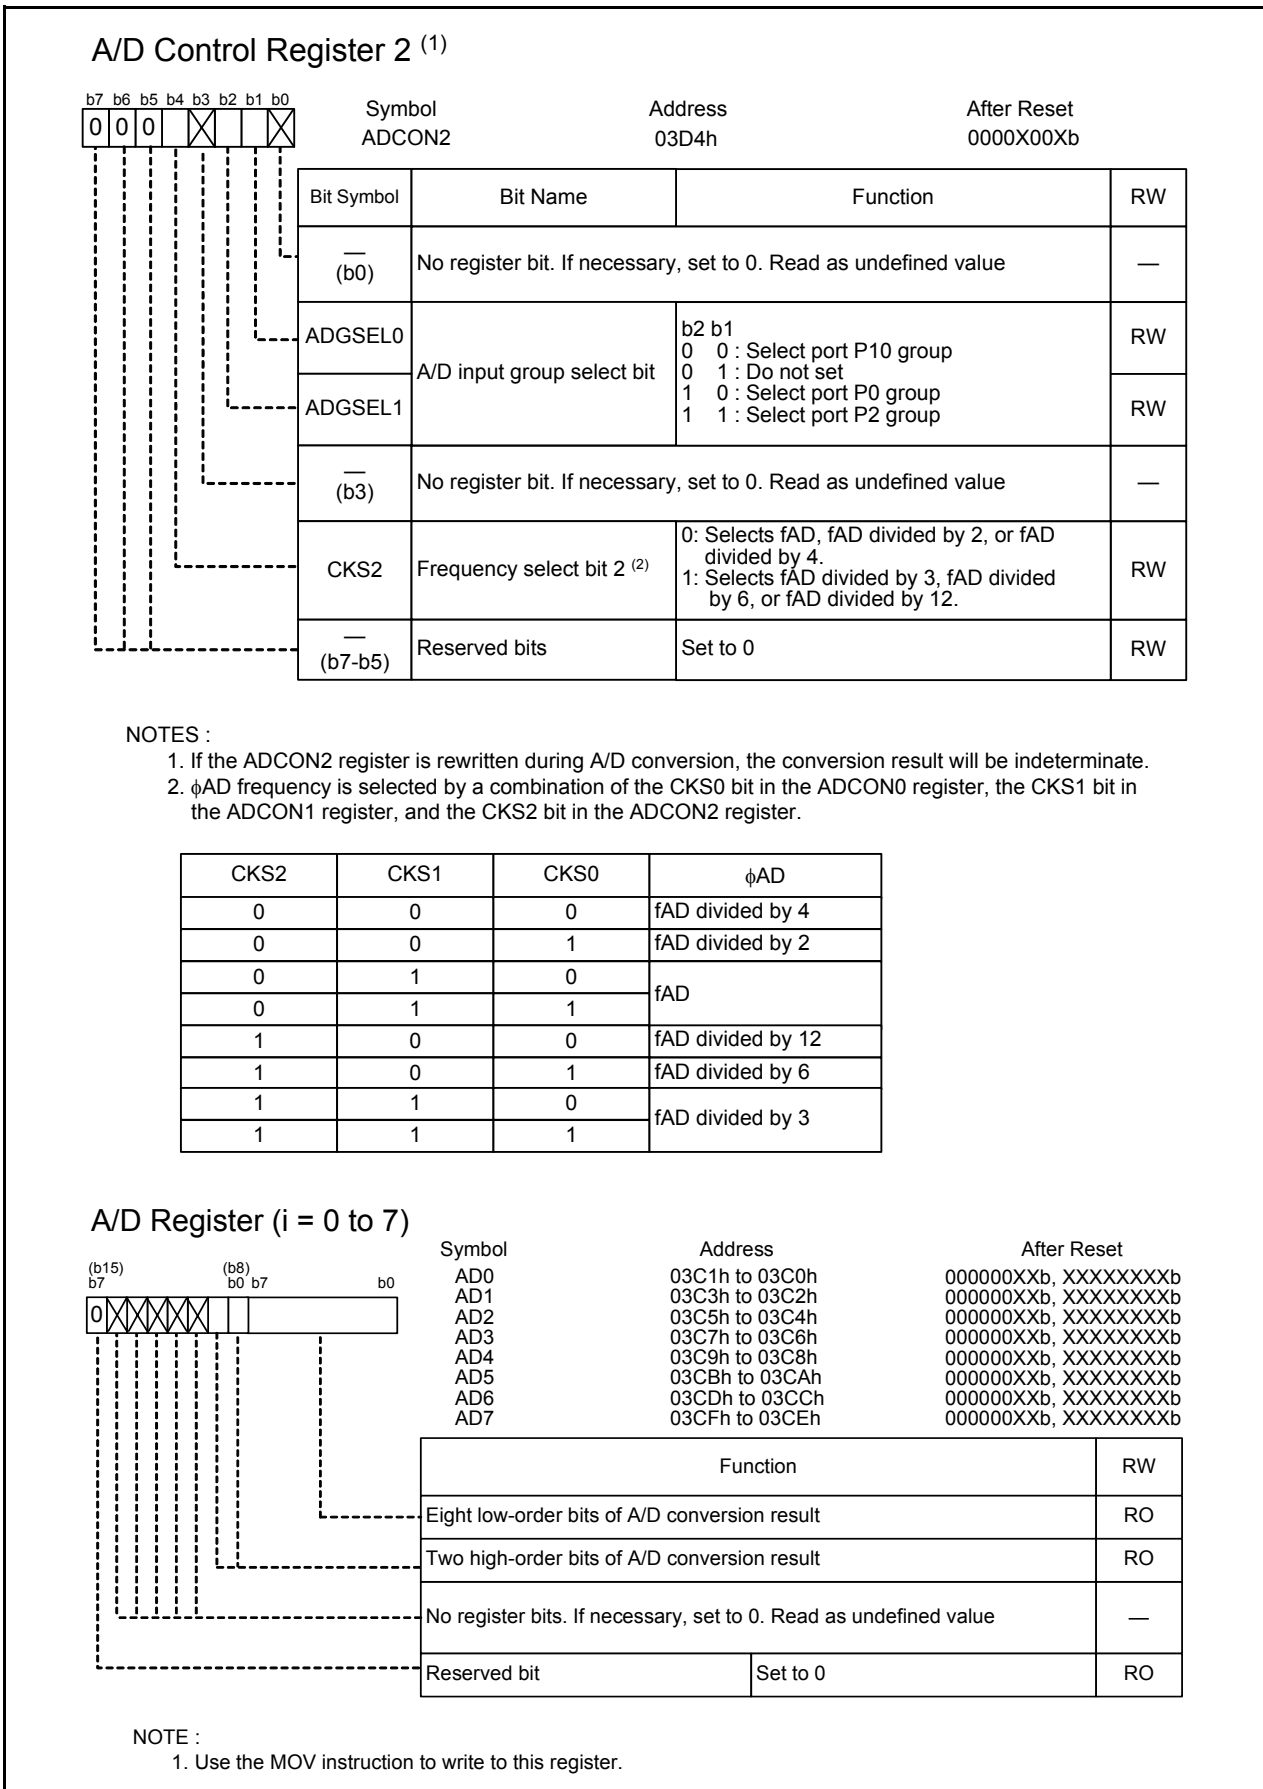 A/D Control Register 2 (1)
b7 b6 b5 b4 b3 b2 b1 b0
0 0 0
Symbol Address After Reset
ADCON2 03D4h 0000X00Xb
Bit Symbol Bit Name Function RW
—
(b0)
No register bit. If necessary, set to 0. Read as undefined value —
ADGSEL0
ADGSEL1
A/D input group select bit
b2 b1
0 0 : Select port P10 group
0 1 : Do not set
1 0 : Select port P0 group
1 1 : Select port P2 group
RW
RW
—
(b3)
No register bit. If necessary, set to 0. Read as undefined value —
CKS2 Frequency select bit 2 (2)
0: Selects fAD, fAD divided by 2, or fAD
divided by 4.
1: Selects fAD divided by 3, fAD divided
by 6, or fAD divided by 12.
RW
—
(b7-b5)
Reserved bits Set to 0 RW
NOTES :
1. If the ADCON2 register is rewritten during A/D conversion, the conversion result will be indeterminate.
2. ϕAD frequency is selected by a combination of the CKS0 bit in the ADCON0 register, the CKS1 bit in
the ADCON1 register, and the CKS2 bit in the ADCON2 register.
CKS2 CKS1 CKS0 ϕAD
0 0 0 fAD divided by 4
0 0 1 fAD divided by 2
0 1 0
fAD
0 1 1
1 0 0 fAD divided by 12
1 0 1 fAD divided by 6
1 1 0
fAD divided by 3
1 1 1
A/D Register (i = 0 to 7)
(b15) (b8)
b7 b0 b7 b0
0
Symbol Address After Reset
AD0 03C1h to 03C0h 000000XXb, XXXXXXXXb
AD1 03C3h to 03C2h 000000XXb, XXXXXXXXb
AD2 03C5h to 03C4h 000000XXb, XXXXXXXXb
AD3 03C7h to 03C6h 000000XXb, XXXXXXXXb
AD4 03C9h to 03C8h 000000XXb, XXXXXXXXb
AD5 03CBh to 03CAh 000000XXb, XXXXXXXXb
AD6 03CDh to 03CCh 000000XXb, XXXXXXXXb
AD7 03CFh to 03CEh 000000XXb, XXXXXXXXb
Function RW
Eight low-order bits of A/D conversion result RO
Two high-order bits of A/D conversion result RO
No register bits. If necessary, set to 0. Read as undefined value —
Reserved bit Set to 0 RO
NOTE :
1. Use the MOV instruction to write to this register.